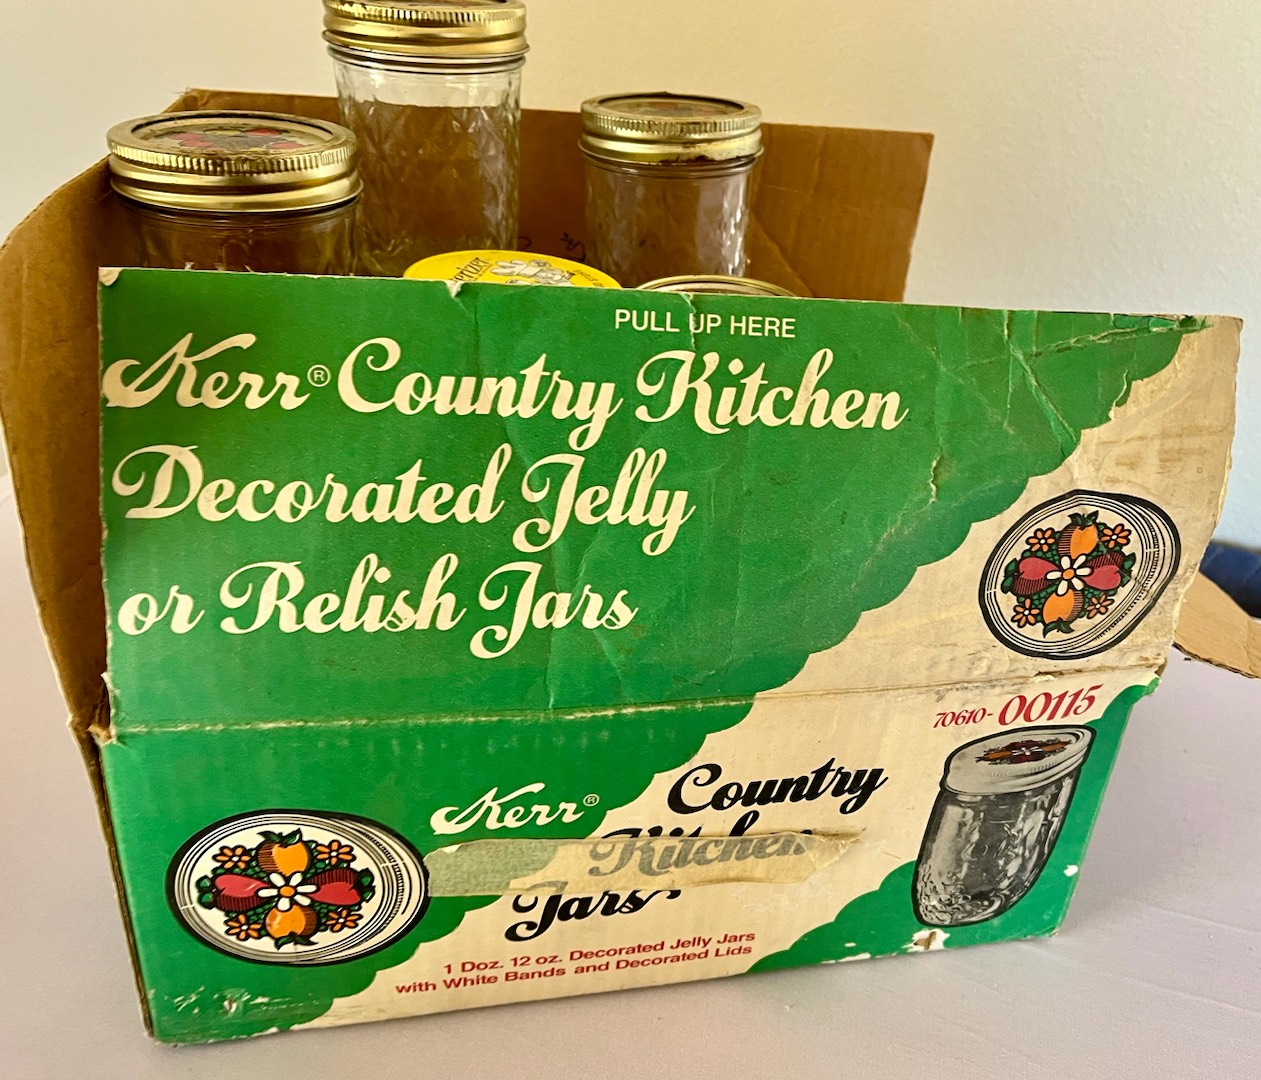 PULL UP HERE
Kerr® Country Kitchen
Decorated Jelly
or Relish Jars
70610-00115
Kerr® Country
Kitchen
Jars
1 Doz. 12 oz. Decorated Jelly Jars
with White Bands and Decorated Lids